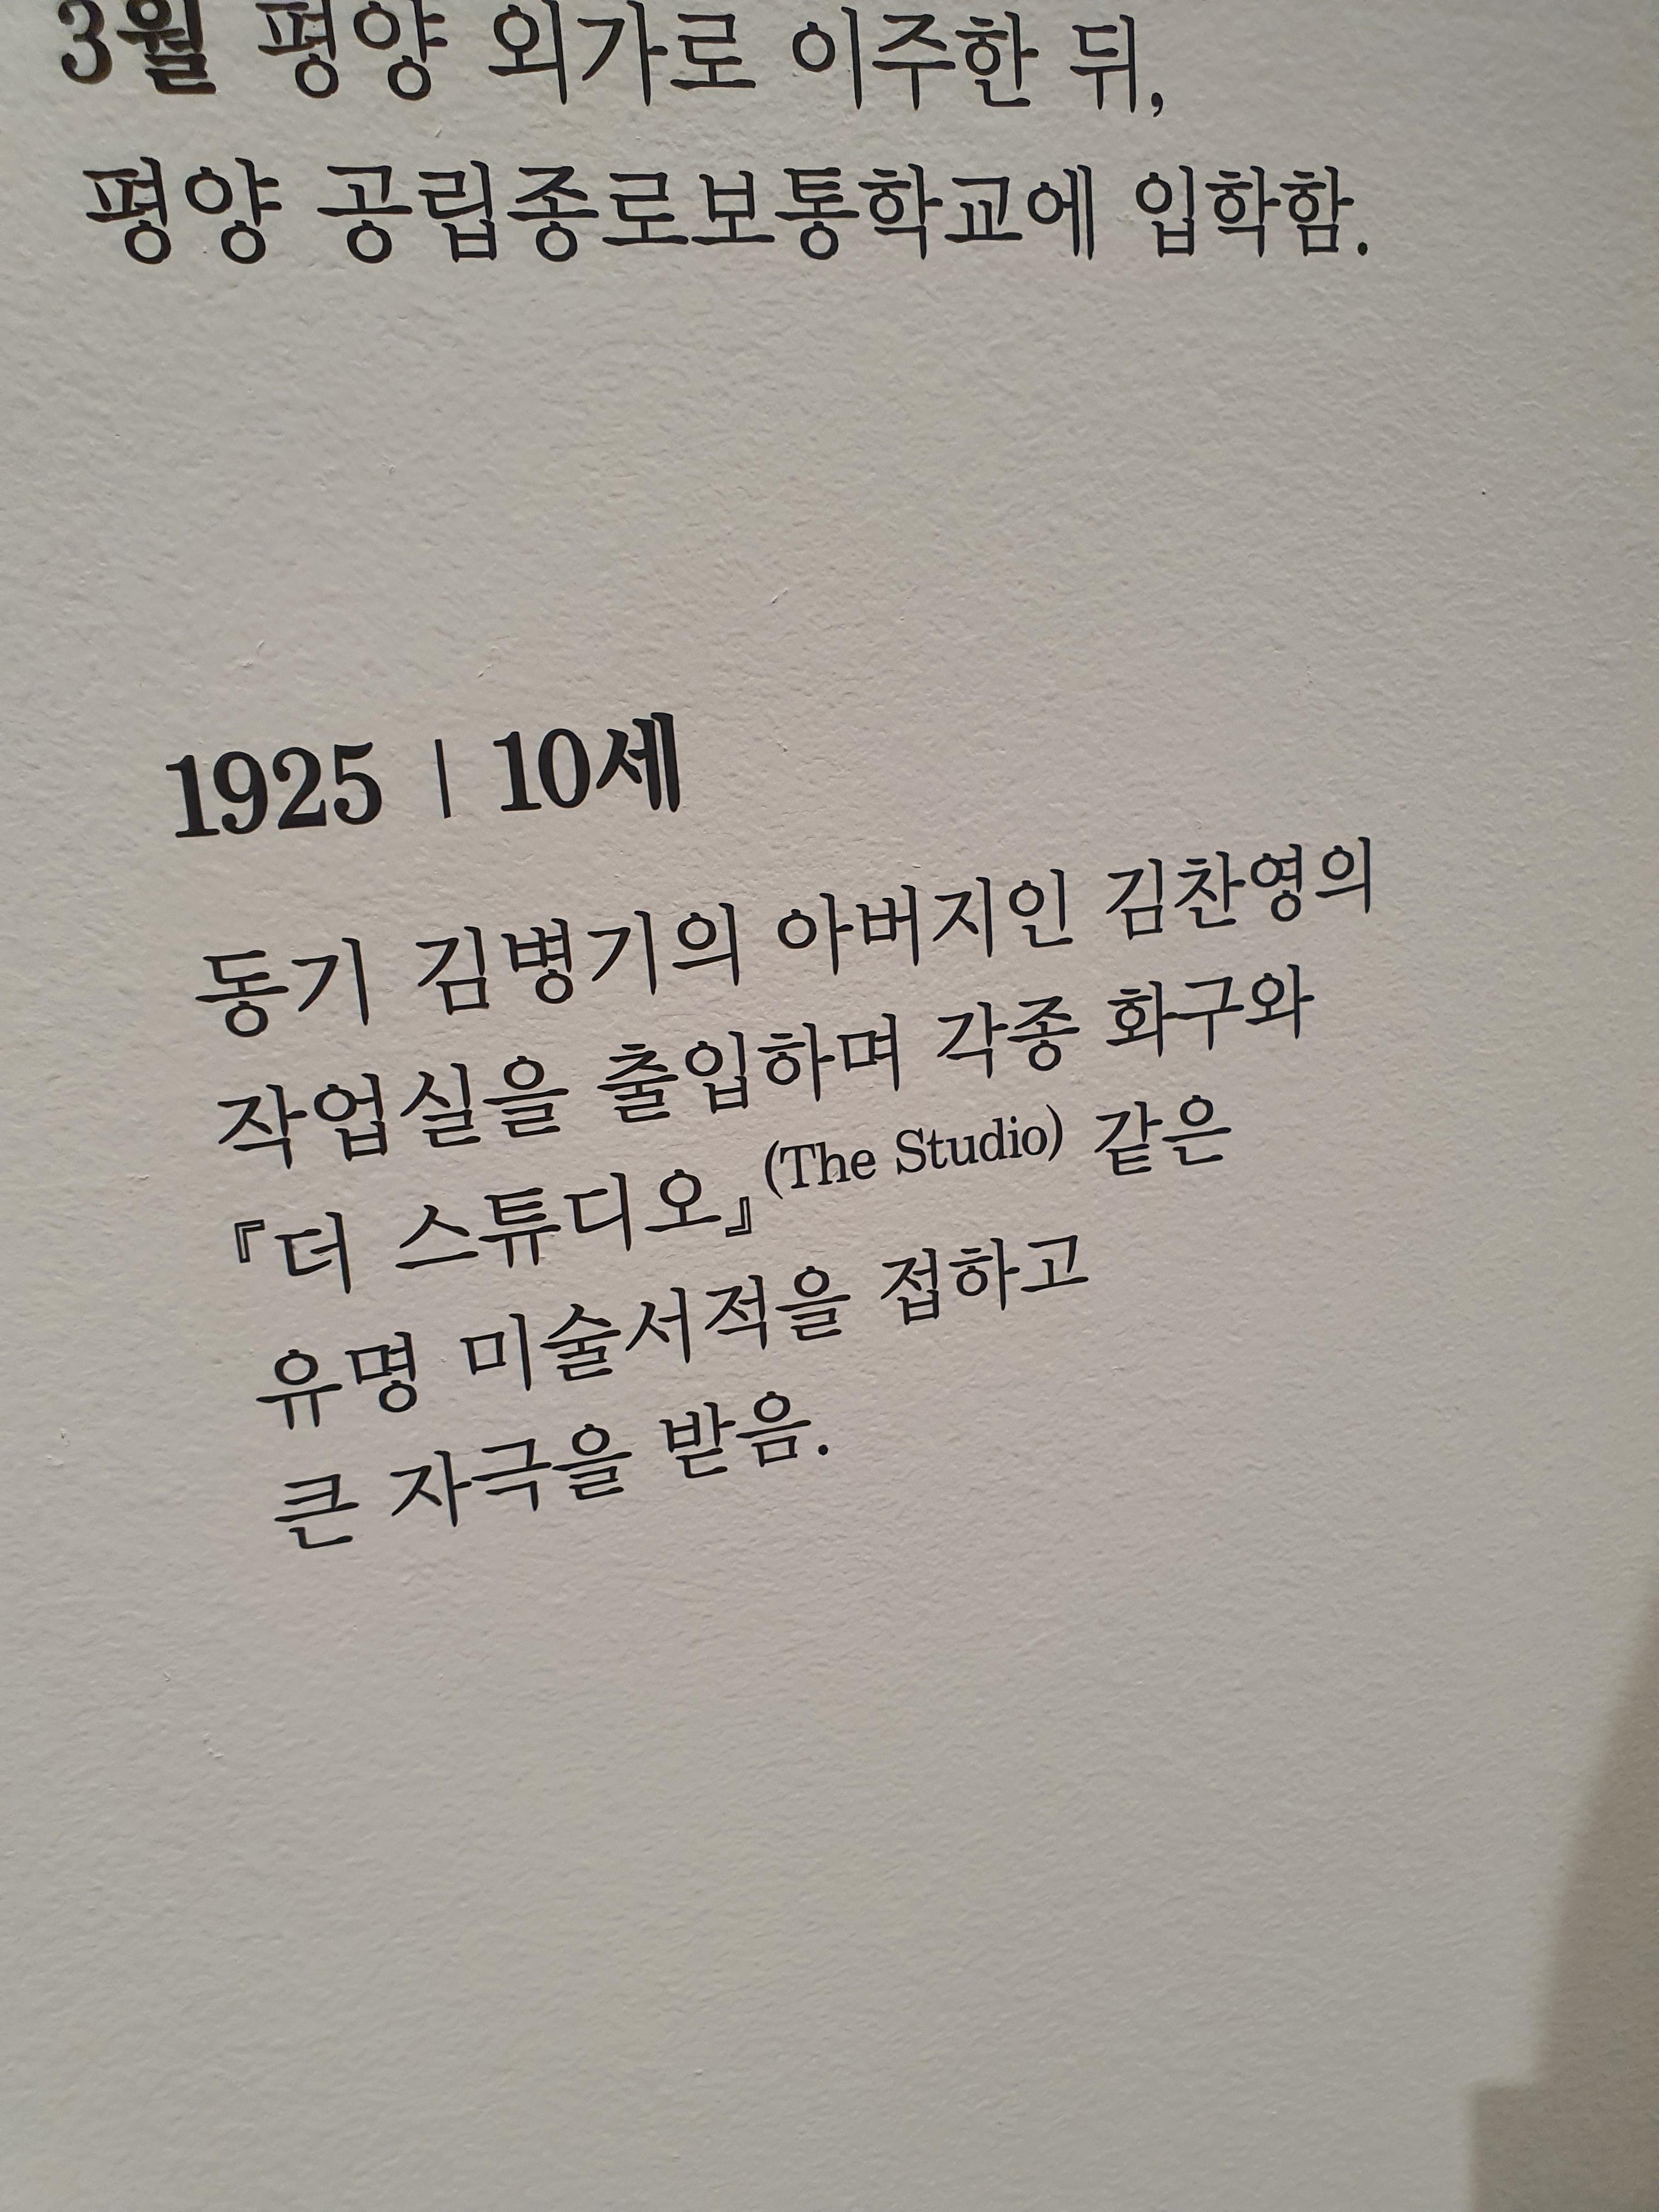 3월 평양 외가로 이주한 뒤,
평양 공립종로보통학교에 입학함.
1925 | 10세
동기 김병기의 아버지인 김찬영의
작업실을 출입하며 각종 화구와
『더 스튜디오』(The Studio) 같은
유명 미술서적을 접하고
큰 자극을 받음.